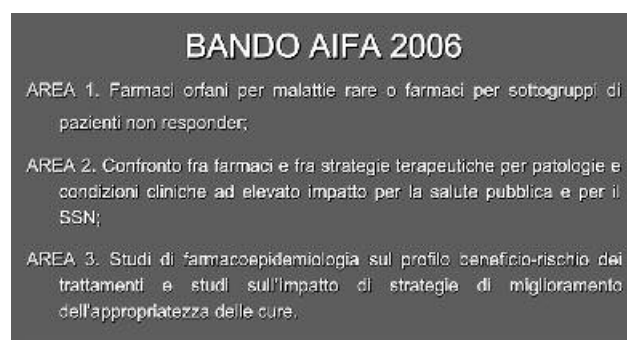 BANDO AIFA 2006
AREA 1. Farmaci orfani per malattie rare o farmaci per sottogruppi di
pazienti non responder;
AREA 2. Confronto fra farmaci e fra strategie terapeutiche per patologie e
condizioni cliniche ad elevato impatto per la salute pubblica e per il
SSN;
AREA 3. Studi di farmacoepidemiologia sul profilo beneficio-rischio dei
trattamenti e studi sull'impatto di strategie di miglioramento
dell'appropriatezza delle cure.